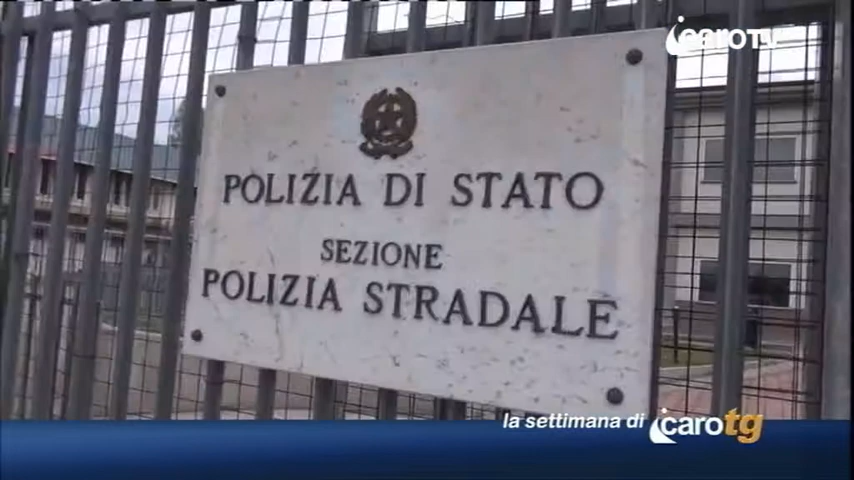 icaroTV
POLIZIA DI STATO
SEZIONE
POLIZIA STRADALE
la settimana di icarotg